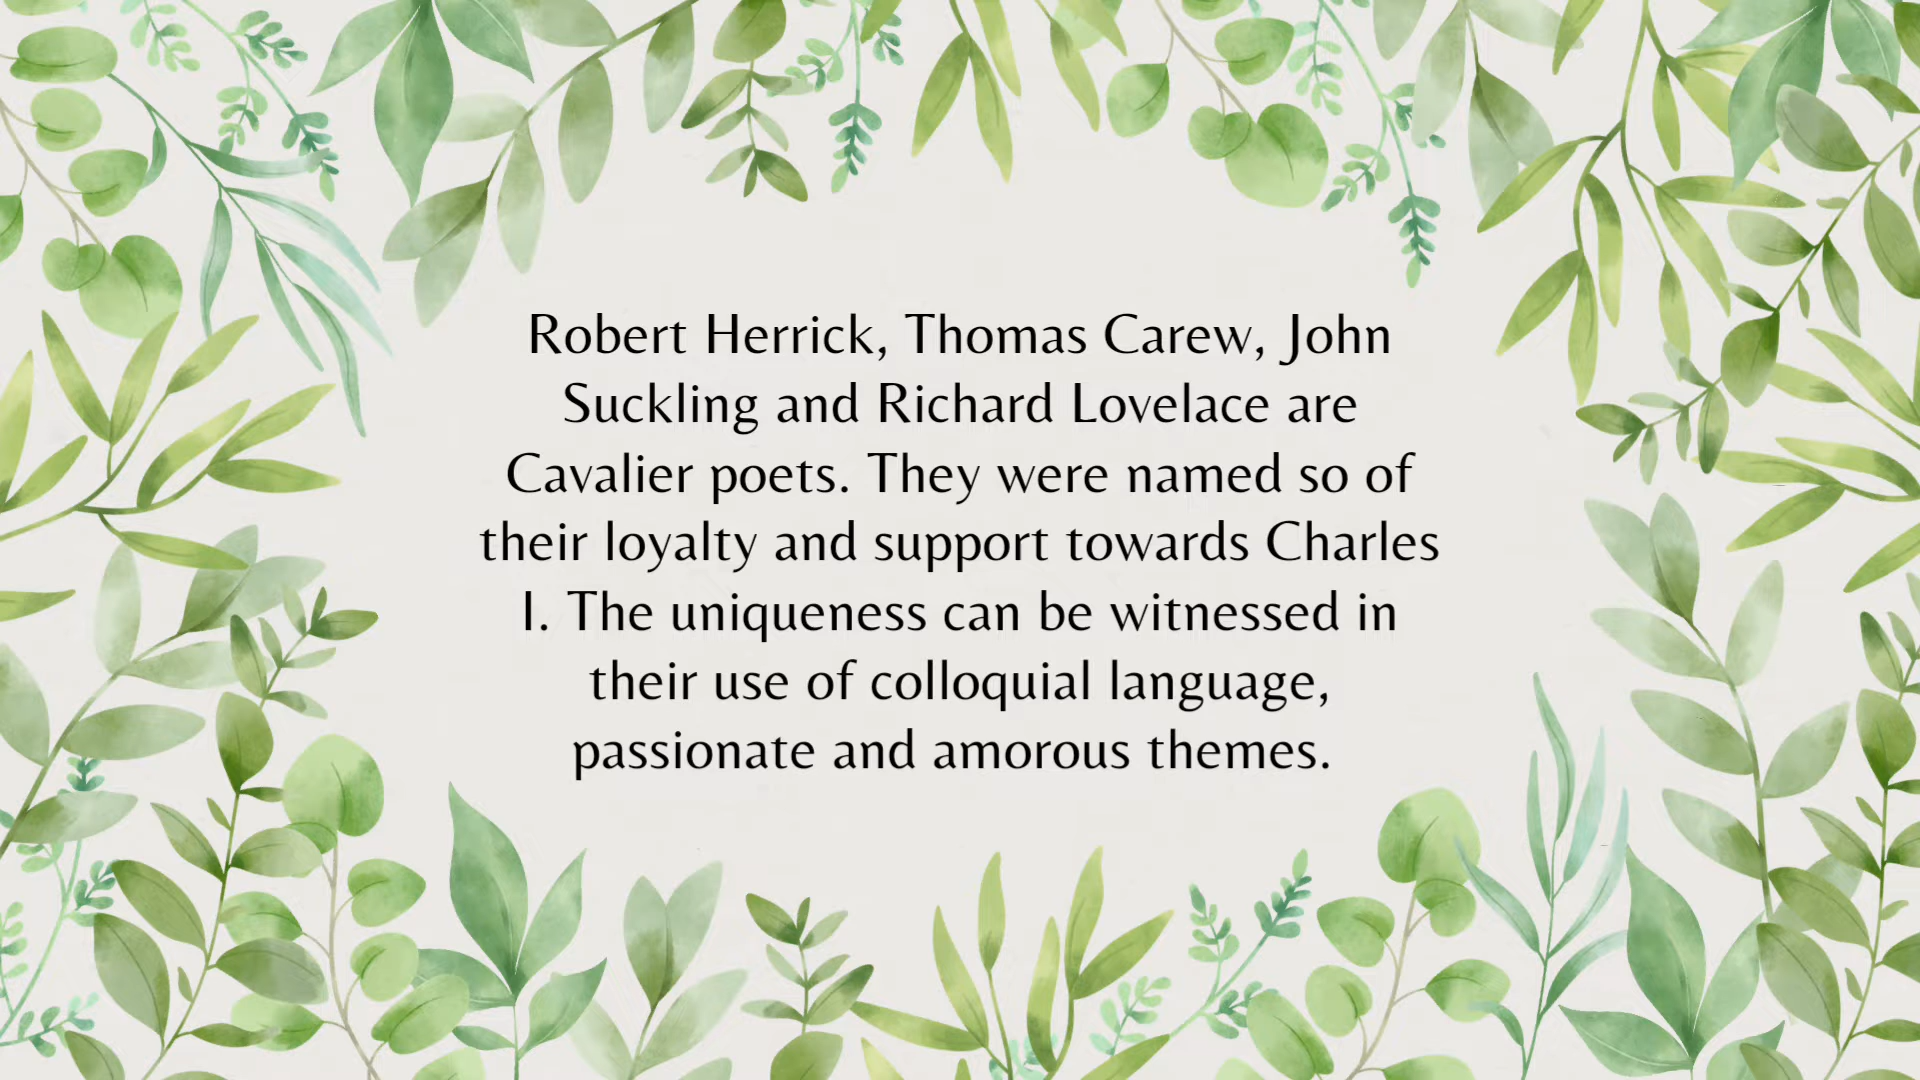 Robert Herrick, Thomas Carew, John
Suckling and Richard Lovelace are
Cavalier poets. They were named so of
their loyalty and support towards Charles
I. The uniqueness can be witnessed in
their use of colloquial language,
passionate and amorous themes.